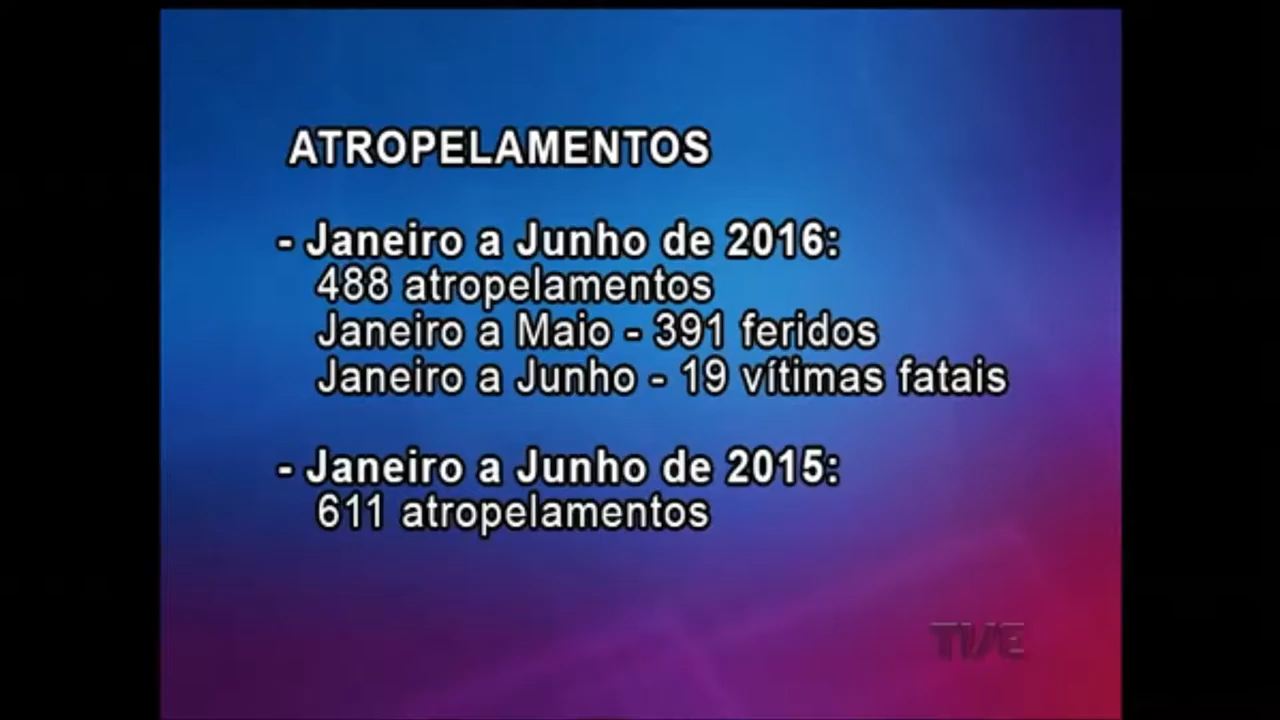 ATROPELAMENTOS
- Janeiro a Junho de 2016:
488 atropelamentos
Janeiro a Maio - 391 feridos
Janeiro a Junho - 19 vítimas fatais
- Janeiro a Junho de 2015:
611 atropelamentos
TVE